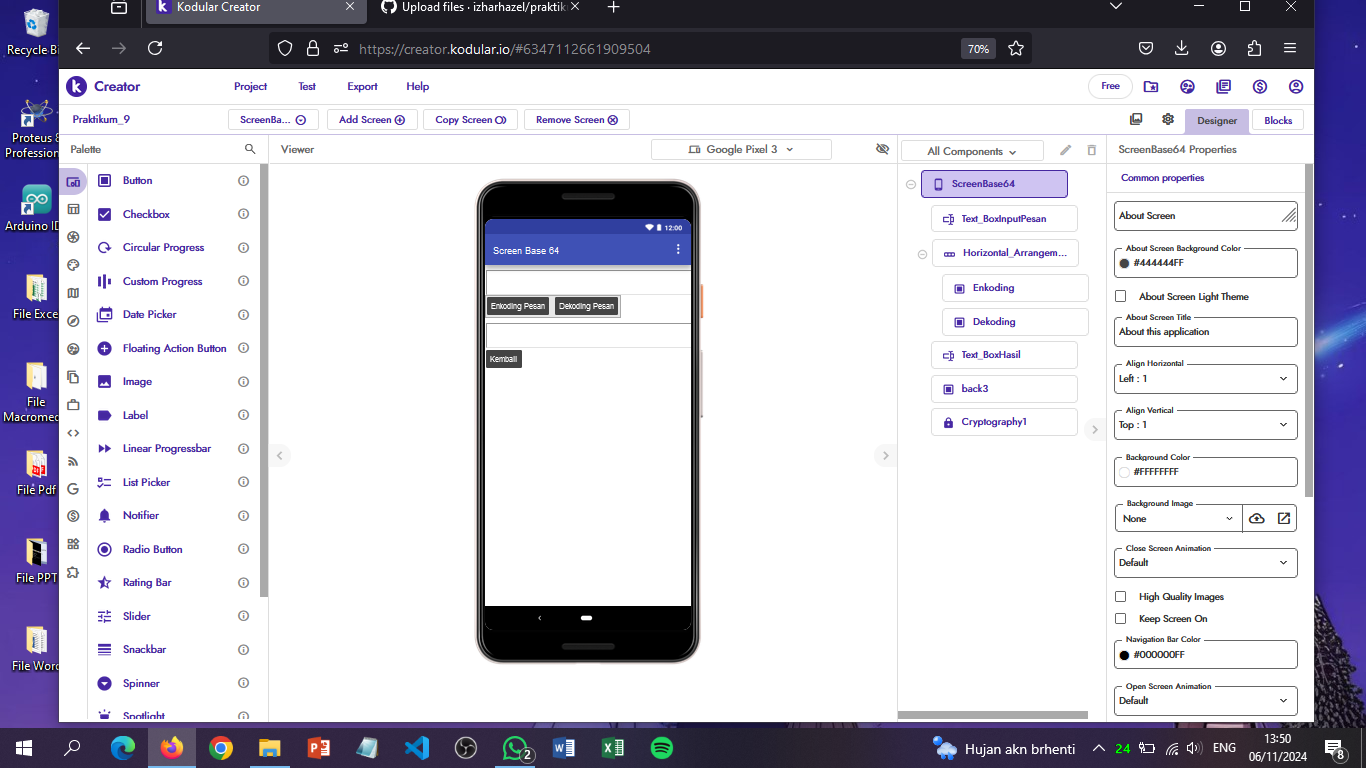 Recycle Bi
Proteus 8
Profession
Arduino ID
File Exce
File
Macromed
File Pdf
File PPT
File Word
Kodular Creator
Upload files · izharhazel/praktik
https://creator.kodular.io/#6347112661909504
70%
Creator
Project
Test
Export
Help
Free
Praktikum_9
ScreenBa...
Add Screen
Copy Screen
Remove Screen
Designer
Blocks
Palette
Button
Checkbox
Circular Progress
Custom Progress
Date Picker
Floating Action Button
Image
Label
Linear Progressbar
List Picker
Notifier
Radio Button
Rating Bar
Slider
Snackbar
Spinner
Spotlight
Viewer
Google Pixel 3
12:00
Screen Base 64
Enkoding Pesan
Dekoding Pesan
Kembali
All Components
ScreenBase64
Text_BoxInputPesan
Horizontal_Arrangem...
Enkoding
Dekoding
Text_BoxHasil
back3
Cryptography1
ScreenBase64 Properties
Common properties
About Screen
About Screen Background Color
#444444FF
About Screen Light Theme
About Screen Title
About this application
Align Horizontal
Left : 1
Align Vertical
Top : 1
Background Color
#FFFFFFFF
Background Image
None
Close Screen Animation
Default
High Quality Images
Keep Screen On
Navigation Bar Color
#000000FF
Open Screen Animation
Default
2
Hujan akn brhenti
24
ENG
13:50
06/11/2024
8